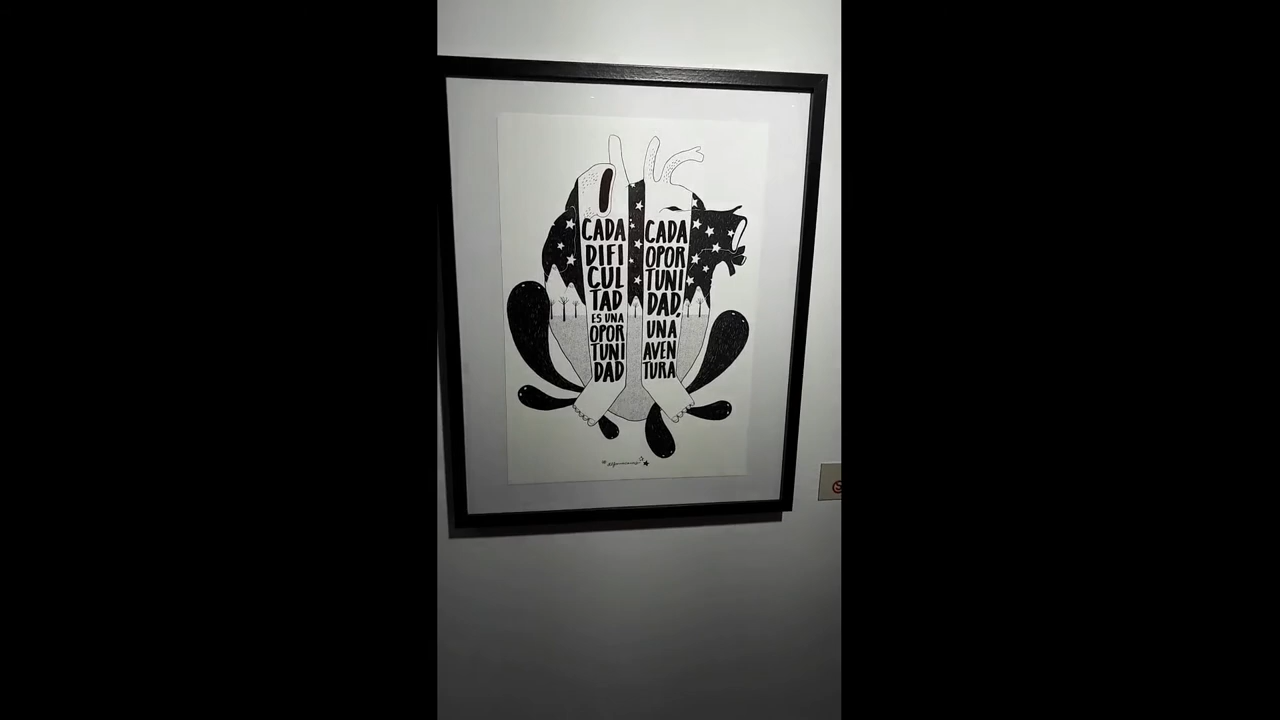 CADA
DIFI
CUL
TAD
ES UNA
OPOR
TUNI
DAD
CADA
OPOR
TUNI
DAD,
UNA
AVEN
TURA